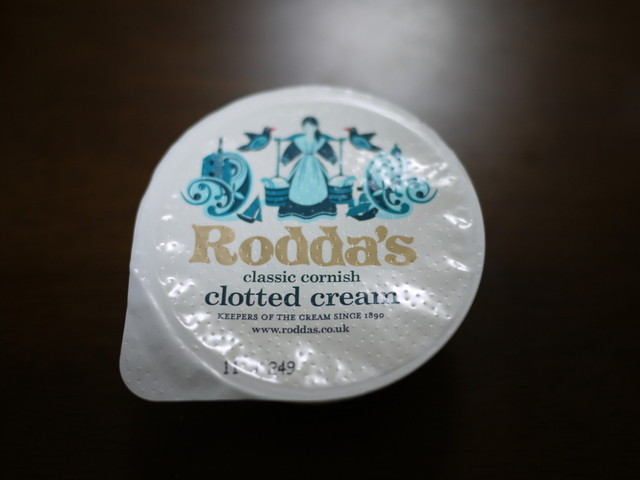 Rodda's
classic cornish
clotted cream
KEEPERS OF THE CREAM SINCE 1890
www.roddas.co.uk